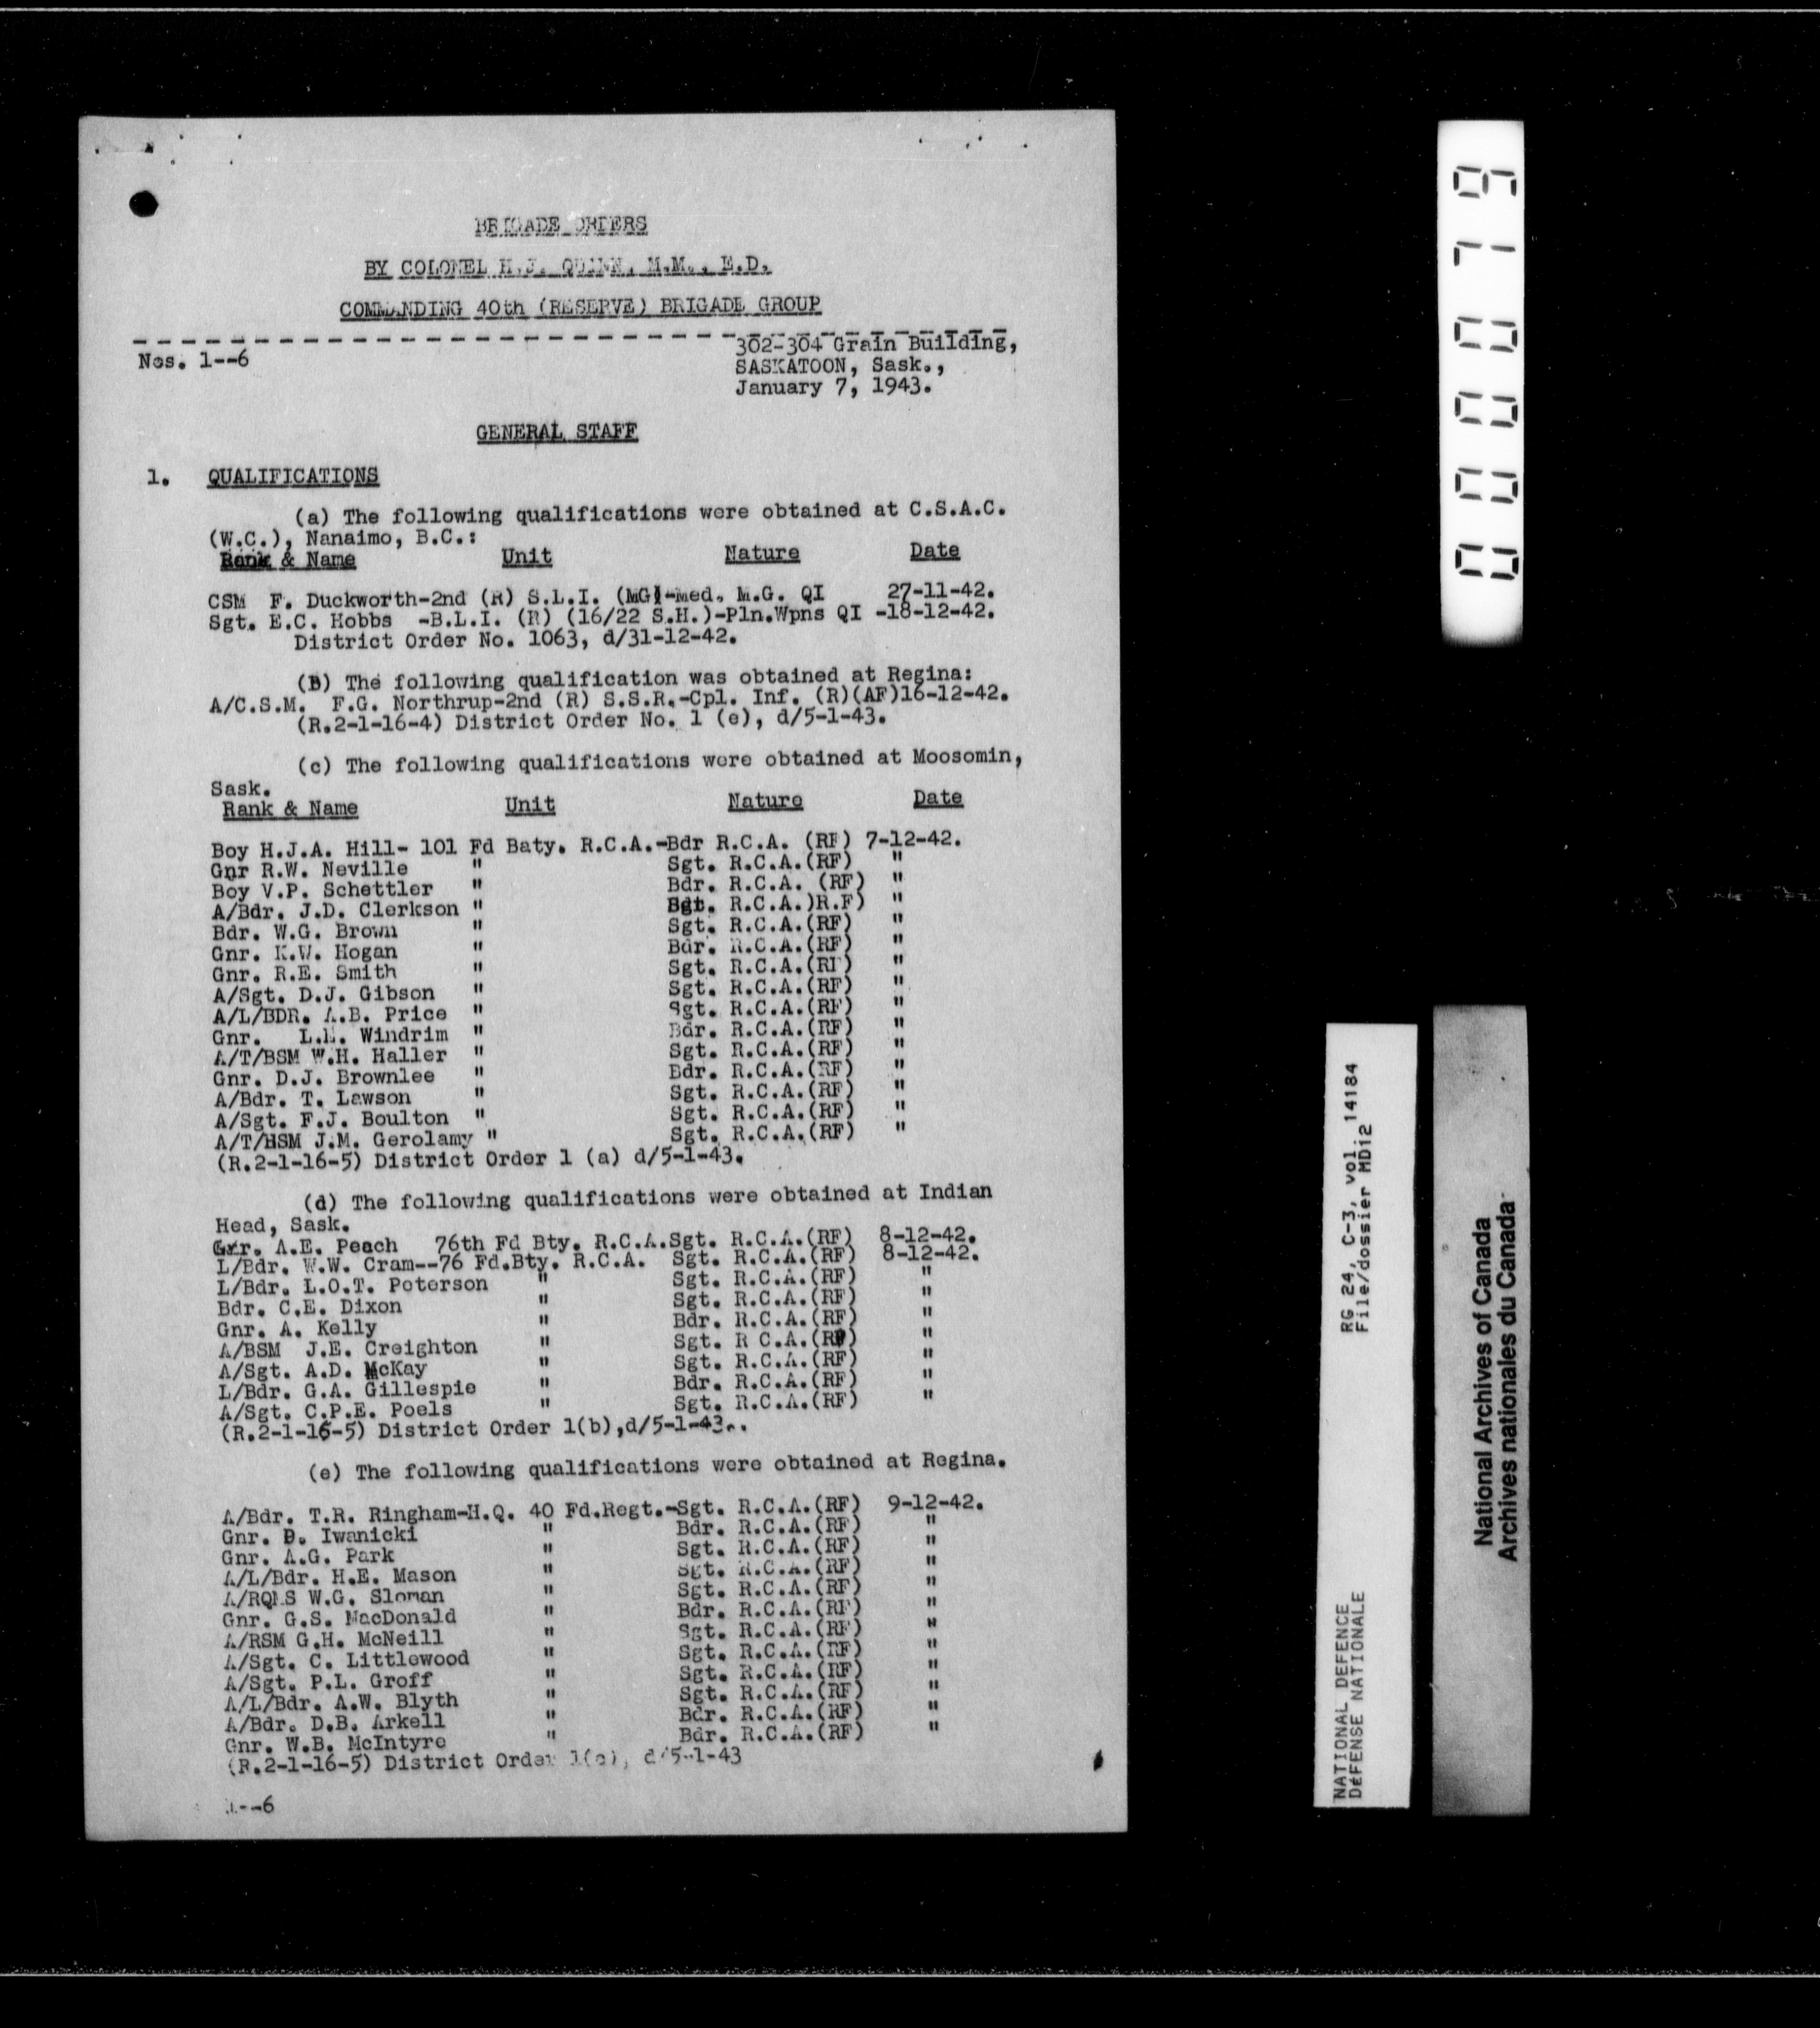 BRIGADE ORDERS
BY COLONEL H.J. QUINN, M.M., E.D.
COMMANDING 40th (RESERVE) BRIGADE GROUP
Nos. 1--6
302-304 Grain Building,
SASKATOON, Sask.,
January 7, 1943.
GENERAL STAFF
1. QUALIFICATIONS
(a) The following qualifications were obtained at C.S.A.C.
(W.C.), Nanaimo, B.C.:
Rank & Name Unit Nature Date
CSM F. Duckworth-2nd (R) S.L.I. (MG)-Med. M.G. QI 27-11-42.
Sgt. E.C. Hobbs -B.L.I. (R) (16/22 S.H.)-Pln.Wpns QI -18-12-42.
District Order No. 1063, d/31-12-42.
(B) The following qualification was obtained at Regina:
A/C.S.M. F.G. Northrup-2nd (R) S.S.R.-Cpl. Inf. (R)(AF)16-12-42.
(R.2-1-16-4) District Order No. 1 (e), d/5-1-43.
(c) The following qualifications were obtained at Moosomin,
Sask.
Rank & Name Unit Nature Date
Boy H.J.A. Hill- 101 Fd Baty. R.C.A.-Bdr R.C.A. (RF) 7-12-42.
Gnr R.W. Neville " Sgt. R.C.A.(RF) "
Boy V.P. Schettler " Bdr. R.C.A. (RF) "
A/Bdr. J.D. Clerkson " Sgt. R.C.A.)R.F) "
Bdr. W.G. Brown " Sgt. R.C.A.(RF) "
Gnr. K.W. Hogan " Bdr. R.C.A.(RF) "
Gnr. R.E. Smith " Sgt. R.C.A.(RF) "
A/Sgt. D.J. Gibson " Sgt. R.C.A.(RF) "
A/L/BDR. A.B. Price " Sgt. R.C.A.(RF) "
Gnr. L.E. Windrim " Bdr. R.C.A.(RF) "
A/T/BSM W.H. Haller " Sgt. R.C.A.(RF) "
Gnr. D.J. Brownlee " Bdr. R.C.A.(RF) "
A/Bdr. T. Lawson " Sgt. R.C.A.(RF) "
A/Sgt. F.J. Boulton " Sgt. R.C.A.(RF) "
A/T/HSM J.M. Gerolamy " Sgt. R.C.A.(RF) "
(R.2-1-16-5) District Order 1 (a) d/5-1-43.
(d) The following qualifications were obtained at Indian
Head, Sask.
Gnr. A.E. Peach 76th Fd Bty. R.C.A.Sgt. R.C.A.(RF) 8-12-42.
L/Bdr. W.W. Cram--76 Fd.Bty. R.C.A. Sgt. R.C.A.(RF) 8-12-42.
L/Bdr. L.O.T. Peterson " Sgt. R.C.A.(RF) "
Bdr. C.E. Dixon " Sgt. R.C.A.(RF) "
Gnr. A. Kelly " Bdr. R.C.A.(RF) "
A/BSM J.E. Creighton " Sgt. R C.A.(RF) "
A/Sgt. A.D. McKay " Sgt. R.C.A.(RF) "
L/Bdr. G.A. Gillespie " Bdr. R.C.A.(RF) "
A/Sgt. C.P.E. Poels " Sgt. R.C.A.(RF) "
(R.2-1-16-5) District Order 1(b),d/5-1-43..
(e) The following qualifications were obtained at Regina.
A/Bdr. T.R. Ringham-H.Q. 40 Fd.Regt.-Sgt. R.C.A.(RF) 9-12-42.
Gnr. D. Iwanicki " Bdr. R.C.A.(RF) "
Gnr. A.G. Park " Sgt. R.C.A.(RF) "
A/L/Bdr. H.E. Mason " Sgt. R.C.A.(RF) "
A/RQMS W.G. Sloman " Sgt. R.C.A.(RF) "
Gnr. G.S. MacDonald " Bdr. R.C.A.(RF) "
A/RSM G.H. McNeill " Sgt. R.C.A.(RF) "
A/Sgt. C. Littlewood " Sgt. R.C.A.(RF) "
A/Sgt. P.L. Groff " Sgt. R.C.A.(RF) "
A/L/Bdr. A.W. Blyth " Sgt. R.C.A.(RF) "
A/Bdr. D.B. Arkell " Bdr. R.C.A.(RF) "
Gnr. W.B. McIntyre " Bdr. R.C.A.(RF) "
(R.2-1-16-5) District Order 1(c), d/5-1-43
1--6
000079
NATIONAL DEFENCE RG 24, C-3, vol. 14184
DÉFENSE NATIONALE File/dossier MD12
National Archives of Canada
Archives nationales du Canada